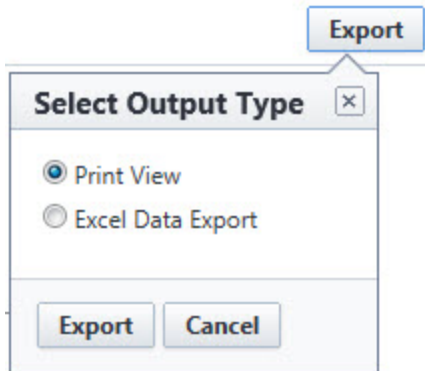 Export
Select Output Type
Print View
Excel Data Export
Export Cancel